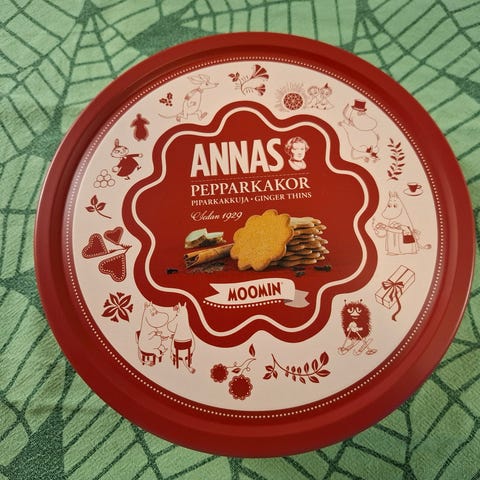 ANNAS
PEPPARKAKOR
PIPARKAKKUJA · GINGER THINS
Sedan 1929
MOOMIN